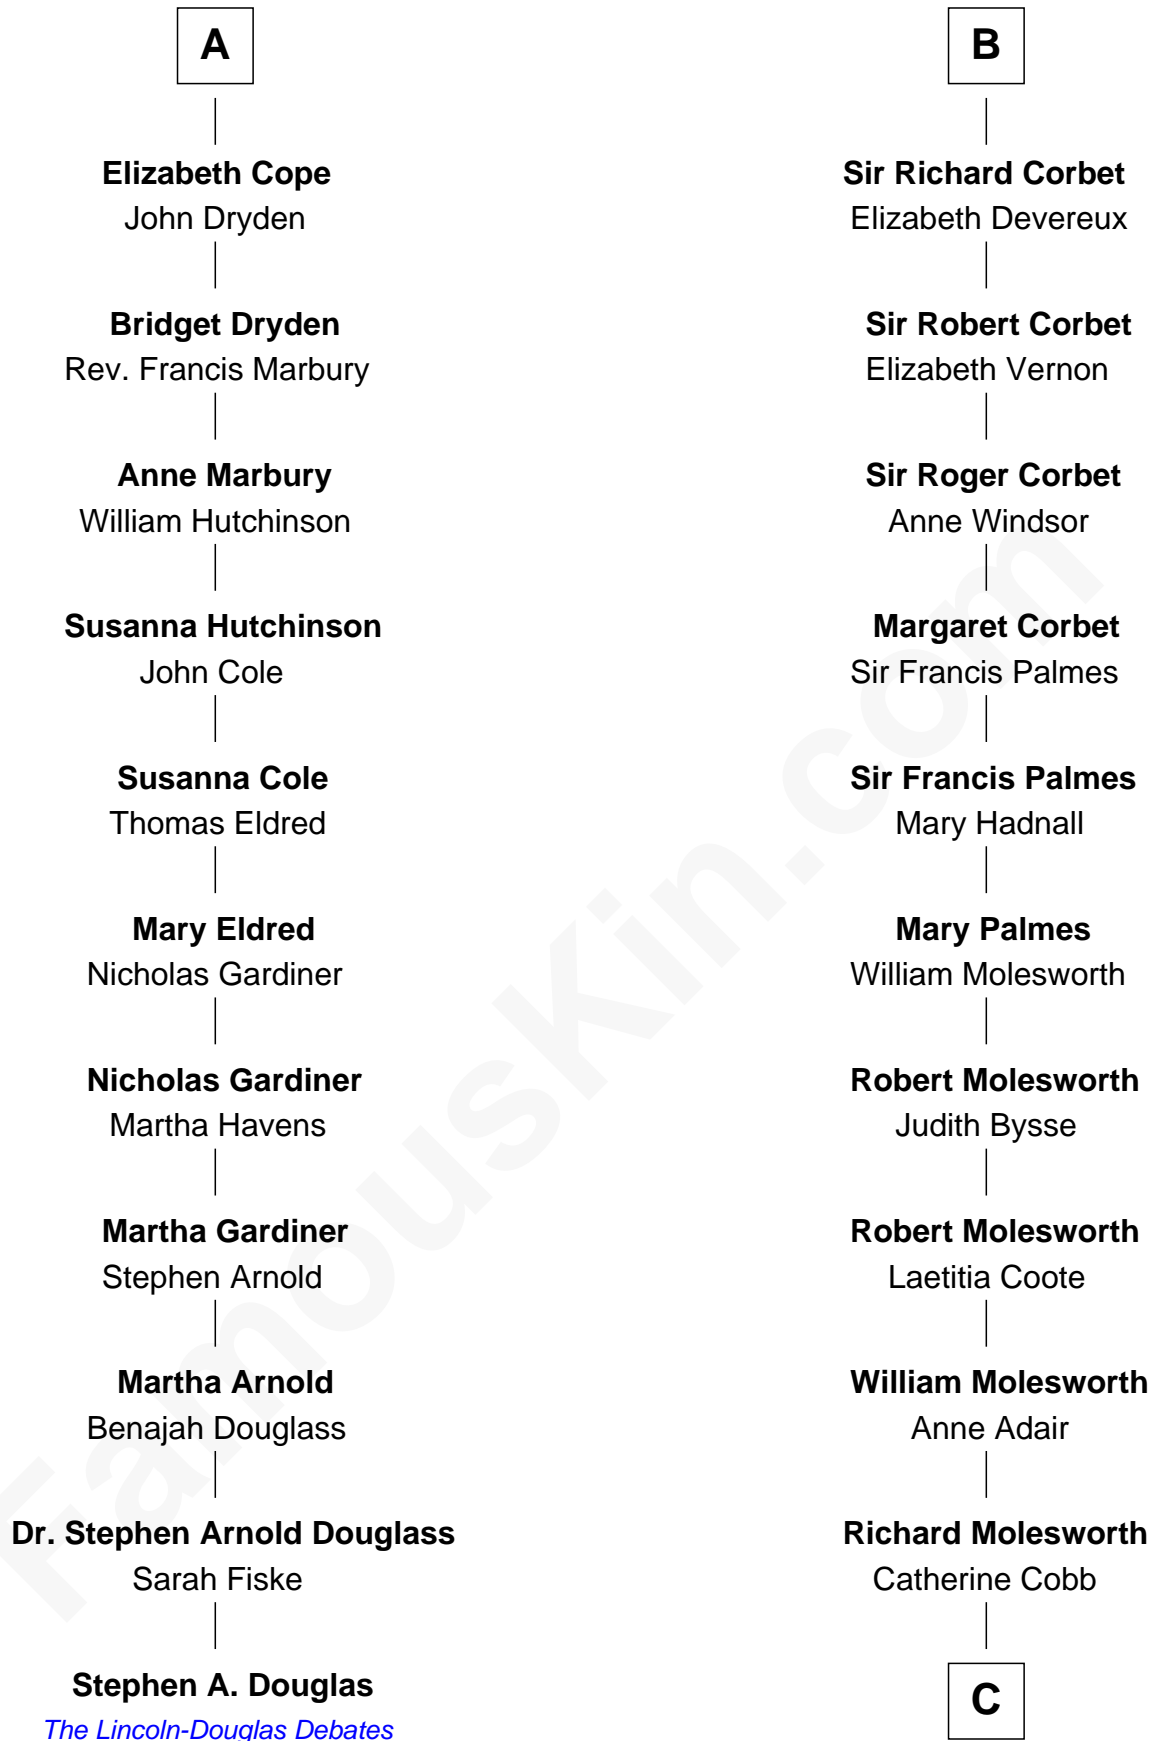 A
Elizabeth Cope
John Dryden
Bridget Dryden
Rev. Francis Marbury
Anne Marbury
William Hutchinson
Susanna Hutchinson
John Cole
Susanna Cole
Thomas Eldred
Mary Eldred
Nicholas Gardiner
Nicholas Gardiner
Martha Havens
Martha Gardiner
Stephen Arnold
Martha Arnold
Benajah Douglass
Dr. Stephen Arnold Douglass
Sarah Fiske
Stephen A. Douglas
The Lincoln-Douglas Debates
B
Sir Richard Corbet
Elizabeth Devereux
Sir Robert Corbet
Elizabeth Vernon
Sir Roger Corbet
Anne Windsor
Margaret Corbet
Sir Francis Palmes
Sir Francis Palmes
Mary Hadnall
Mary Palmes
William Molesworth
Robert Molesworth
Judith Bysse
Robert Molesworth
Laetitia Coote
William Molesworth
Anne Adair
Richard Molesworth
Catherine Cobb
C
FamousKin.com